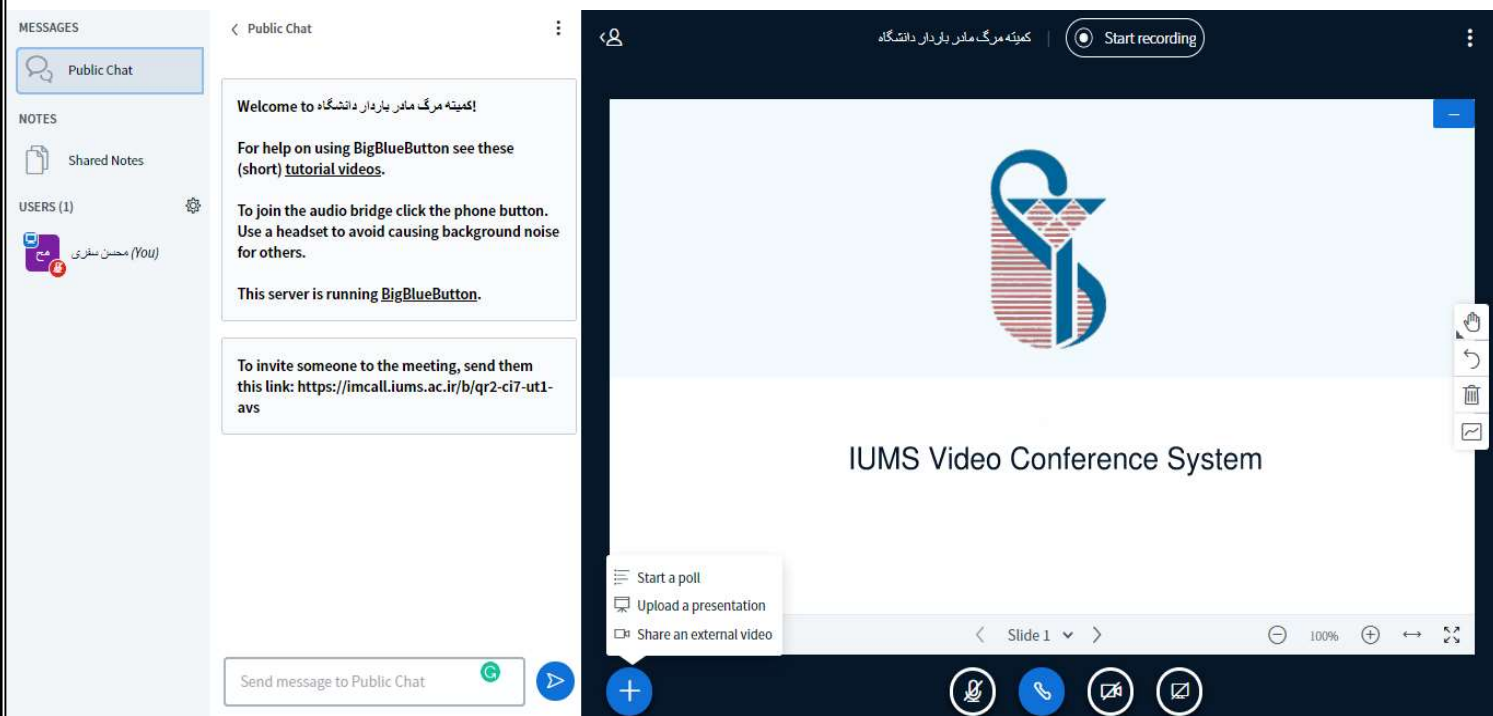 MESSAGES
Public Chat
NOTES
Shared Notes
USERS (1)
مح
محسن سفری (You)
Public Chat
Welcome to کمیته مرگ مادر باردار دانشگاه!
For help on using BigBlueButton see these
(short) tutorial videos.
To join the audio bridge click the phone button.
Use a headset to avoid causing background noise
for others.
This server is running BigBlueButton.
To invite someone to the meeting, send them
this link: https://imcall.iums.ac.ir/b/qr2-ci7-ut1-
avs
Send message to Public Chat
کمیته مرگ مادر باردار دانشگاه | Start recording
IUMS Video Conference System
Start a poll
Upload a presentation
Share an external video
Slide 1
100%